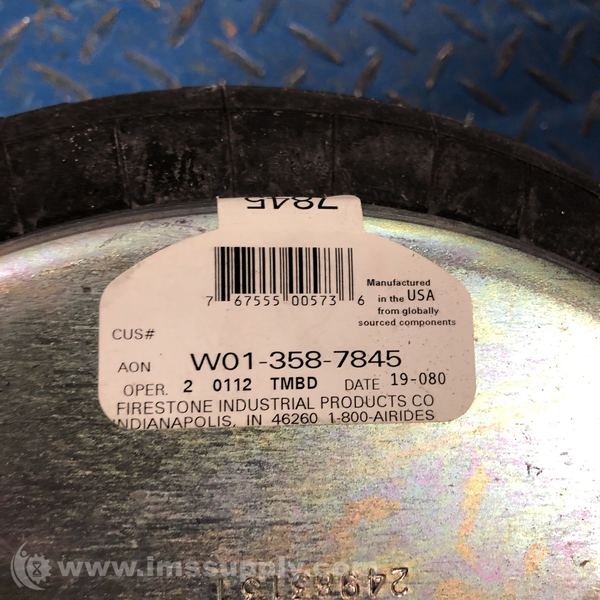 7845
7 67555 00573 6
Manufactured
in the USA
from globally
sourced components
CUS#
AON W01-358-7845
OPER. 2 0112 TMBD DATE 19-080
FIRESTONE INDUSTRIAL PRODUCTS CO
INDIANAPOLIS, IN 46260 1-800-AIRIDES
www.imssupply.com